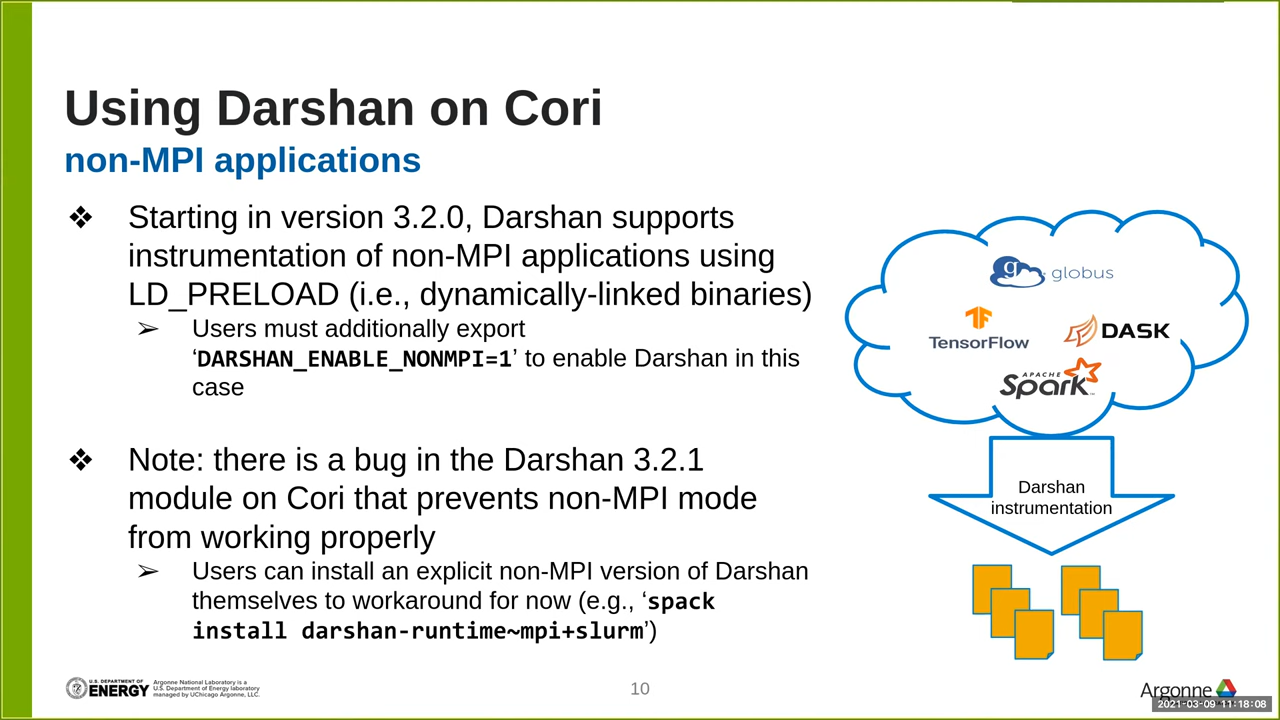 Using Darshan on Cori
non-MPI applications
❖ Starting in version 3.2.0, Darshan supports
instrumentation of non-MPI applications using
LD_PRELOAD (i.e., dynamically-linked binaries)
➢ Users must additionally export
‘DARSHAN_ENABLE_NONMPI=1’ to enable Darshan in this
case
❖ Note: there is a bug in the Darshan 3.2.1
module on Cori that prevents non-MPI mode
from working properly
➢ Users can install an explicit non-MPI version of Darshan
themselves to workaround for now (e.g., ‘spack
install darshan-runtime~mpi+slurm’)
globus
TensorFlow
DASK
APACHE
Spark
Darshan
instrumentation
U.S. DEPARTMENT OF
ENERGY
Argonne National Laboratory is a
U.S. Department of Energy laboratory
managed by UChicago Argonne, LLC.
10
Argonne
2021-03-09 11:18:08